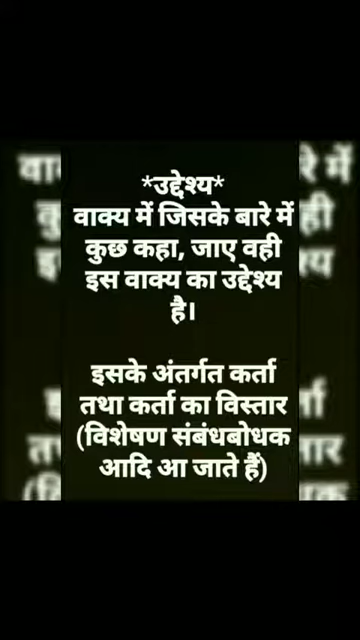 *उद्देश्य*
वाक्य में जिसके बारे में
कुछ कहा, जाए वही
इस वाक्य का उद्देश्य
है।
इसके अंतर्गत कर्ता
तथा कर्ता का विस्तार
(विशेषण संबंधबोधक
आदि आ जाते हैं)